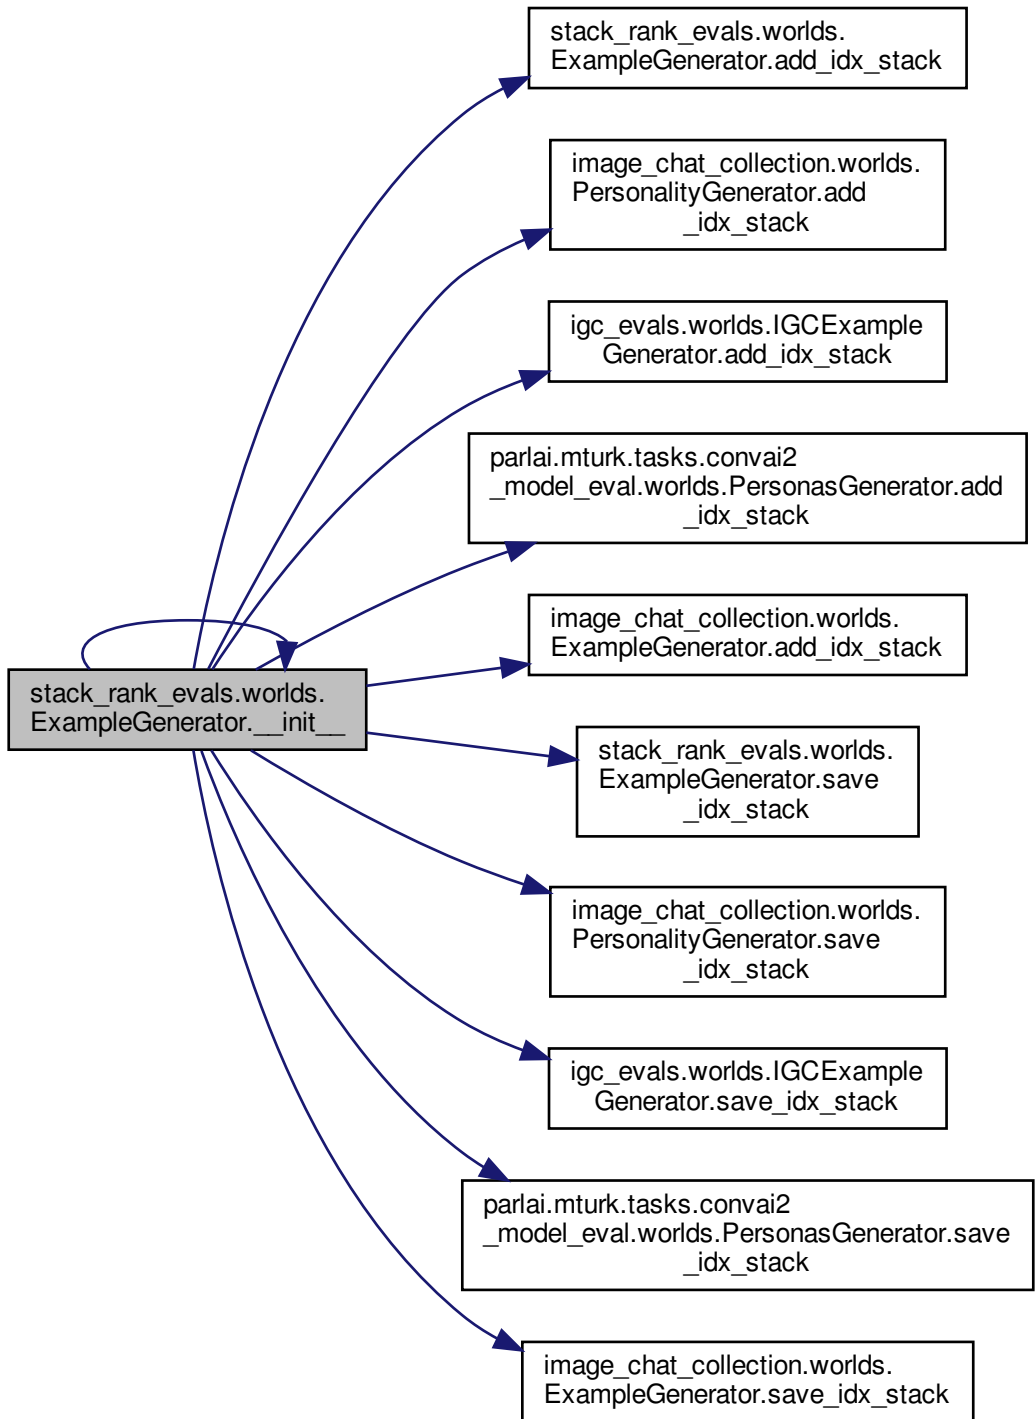 stack_rank_evals.worlds.
ExampleGenerator.add_idx_stack
image_chat_collection.worlds.
PersonalityGenerator.add
_idx_stack
igc_evals.worlds.IGCExample
Generator.add_idx_stack
parlai.mturk.tasks.convai2
_model_eval.worlds.PersonasGenerator.add
_idx_stack
image_chat_collection.worlds.
ExampleGenerator.add_idx_stack
stack_rank_evals.worlds.
ExampleGenerator.__init__
stack_rank_evals.worlds.
ExampleGenerator.save
_idx_stack
image_chat_collection.worlds.
PersonalityGenerator.save
_idx_stack
igc_evals.worlds.IGCExample
Generator.save_idx_stack
parlai.mturk.tasks.convai2
_model_eval.worlds.PersonasGenerator.save
_idx_stack
image_chat_collection.worlds.
ExampleGenerator.save_idx_stack